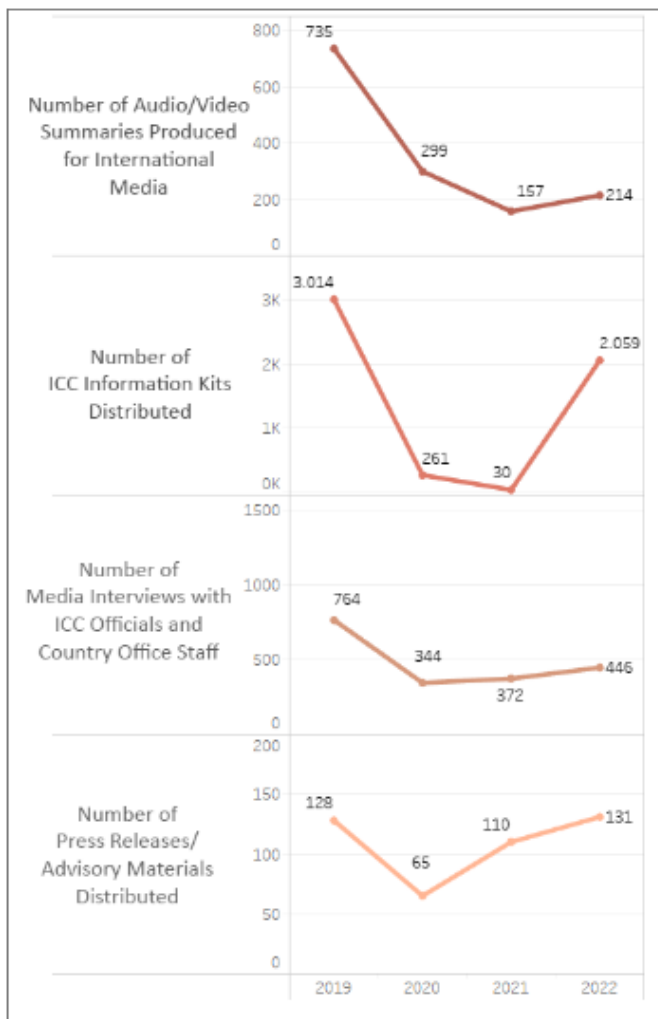 800
735
Number of Audio/Video
Summaries Produced
for International
Media
600
400
299
200
157
214
0
3.014
3K
Number of
ICC Information Kits
Distributed
2K
2.059
1K
261
30
0K
1500
Number of
Media Interviews with
ICC Officials and
Country Office Staff
1000
764
500
344
372
446
0
200
Number of
Press Releases/
Advisory Materials
Distributed
150
128
110
131
100
65
50
0
2019 2020 2021 2022